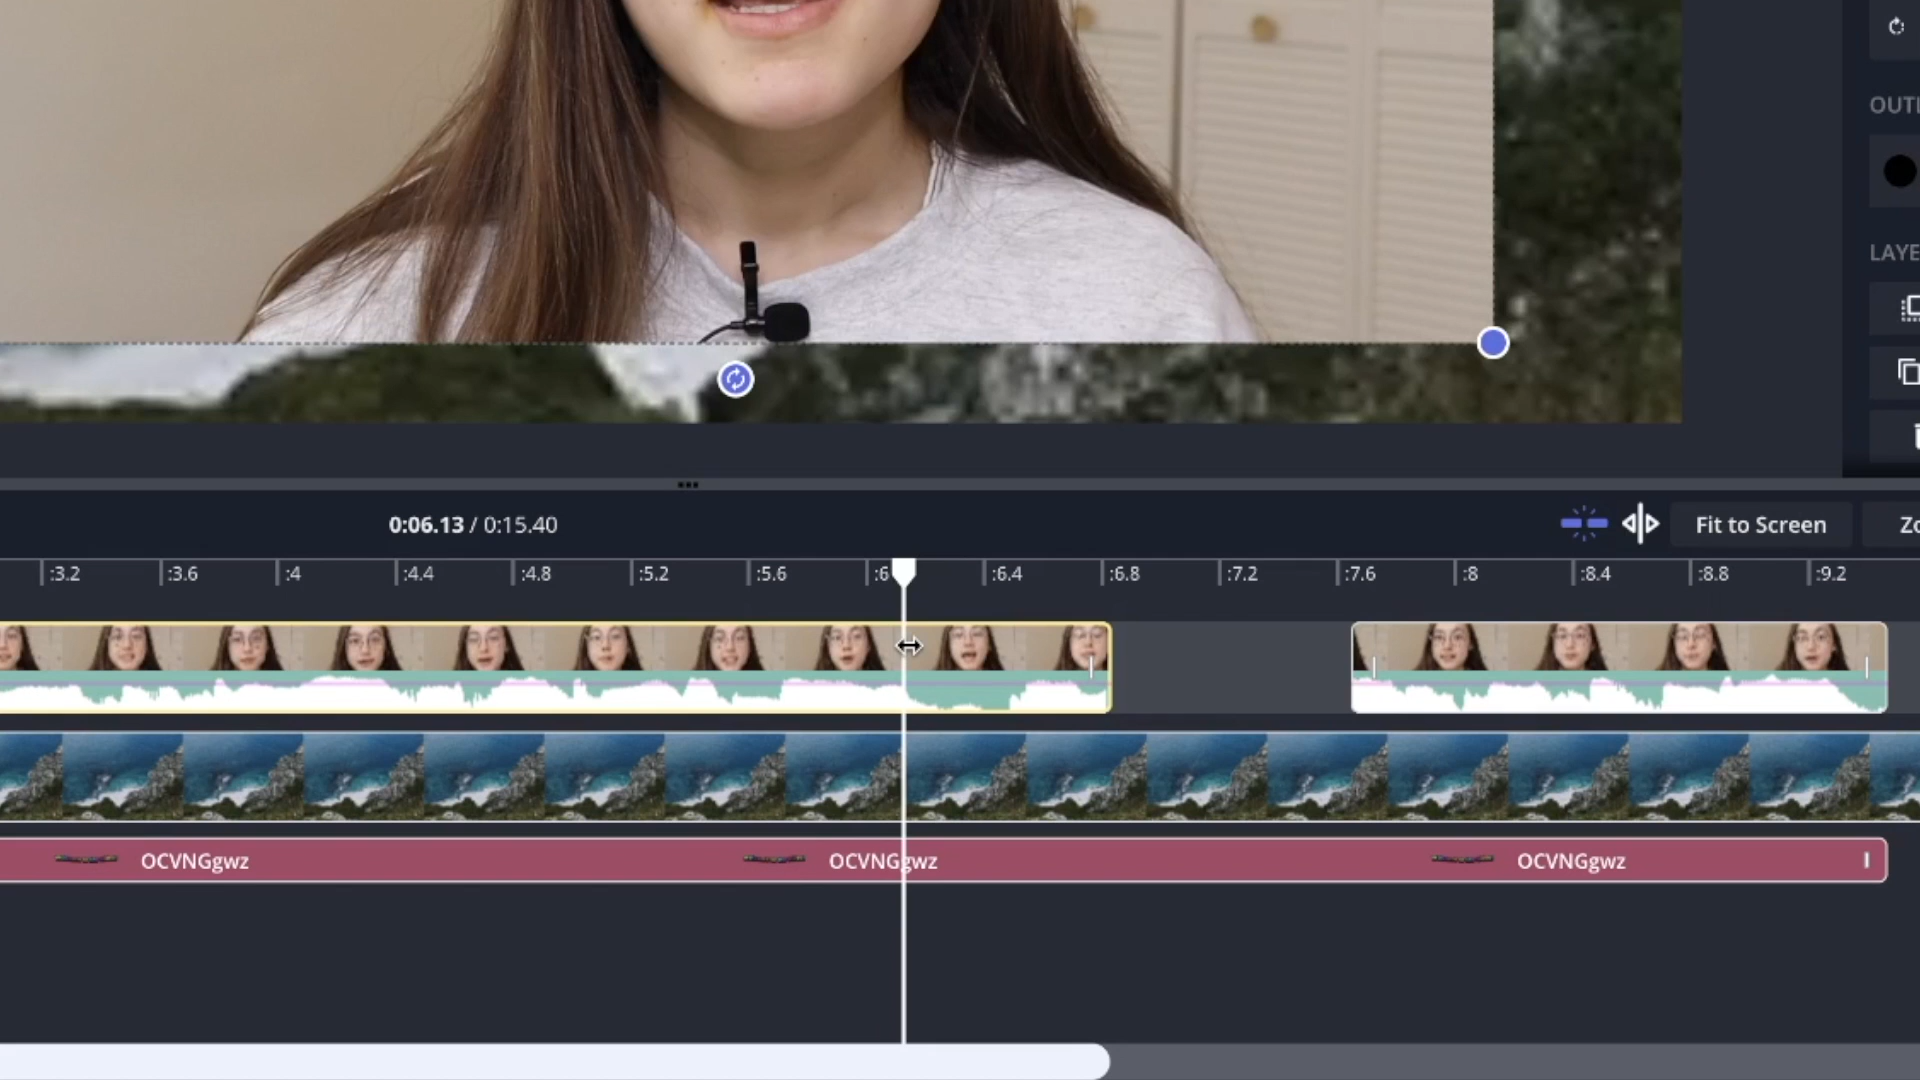 OUTL
LAYE
0:06.13 / 0:15.40
Fit to Screen
Zo
:3.2 :3.6 :4 :4.4 :4.8 :5.2 :5.6 :6 :6.4 :6.8 :7.2 :7.6 :8 :8.4 :8.8 :9.2
OCVNGgwz OCVNGgwz OCVNGgwz